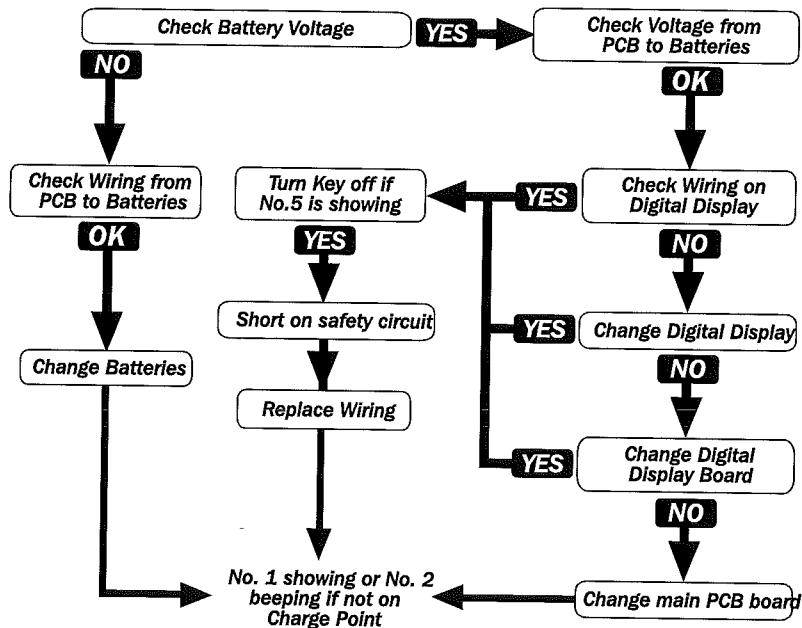 Check Battery Voltage
YES
Check Voltage from
PCB to Batteries
NO
OK
Check Wiring from
PCB to Batteries
Turn Key off if
No.5 is showing
YES
Check Wiring on
Digital Display
OK
YES
NO
Short on safety circuit
YES
Change Digital Display
Change Batteries
NO
Replace Wiring
YES
Change Digital
Display Board
NO
No. 1 showing or No. 2
beeping if not on
Charge Point
Change main PCB board